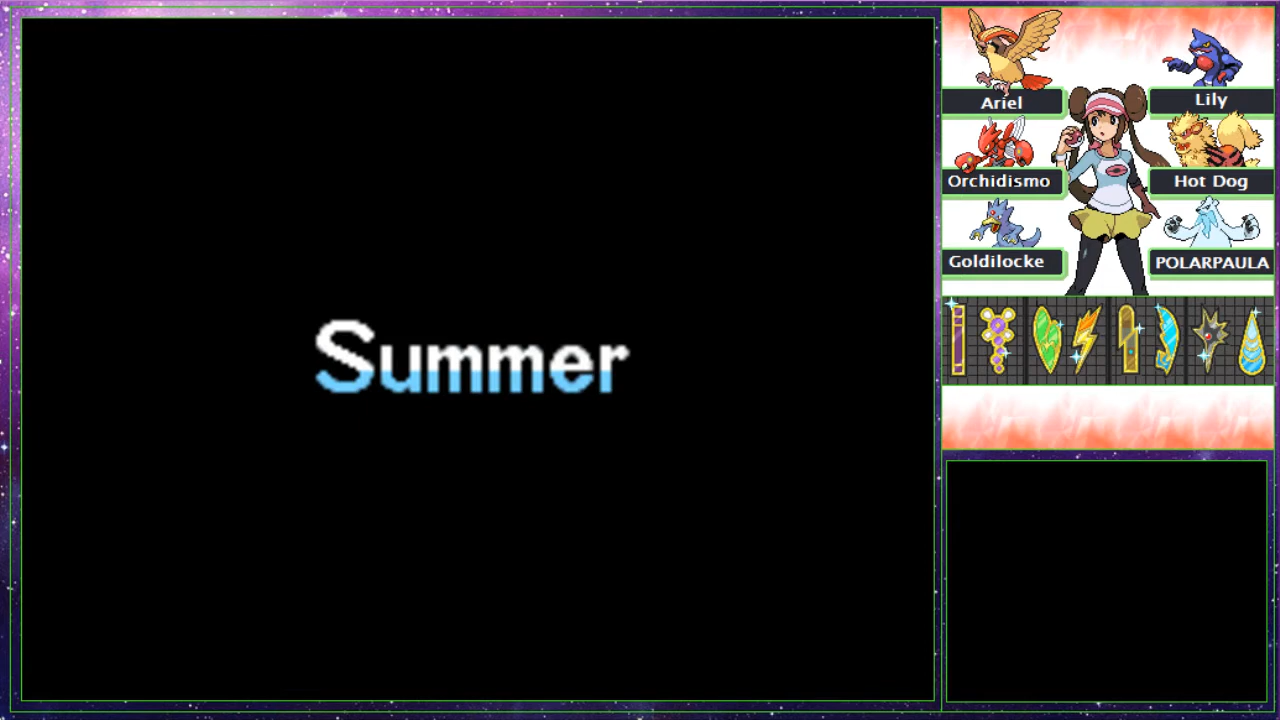 Summer
Ariel
Lily
Orchidismo
Hot Dog
Goldilocke
POLARPAULA